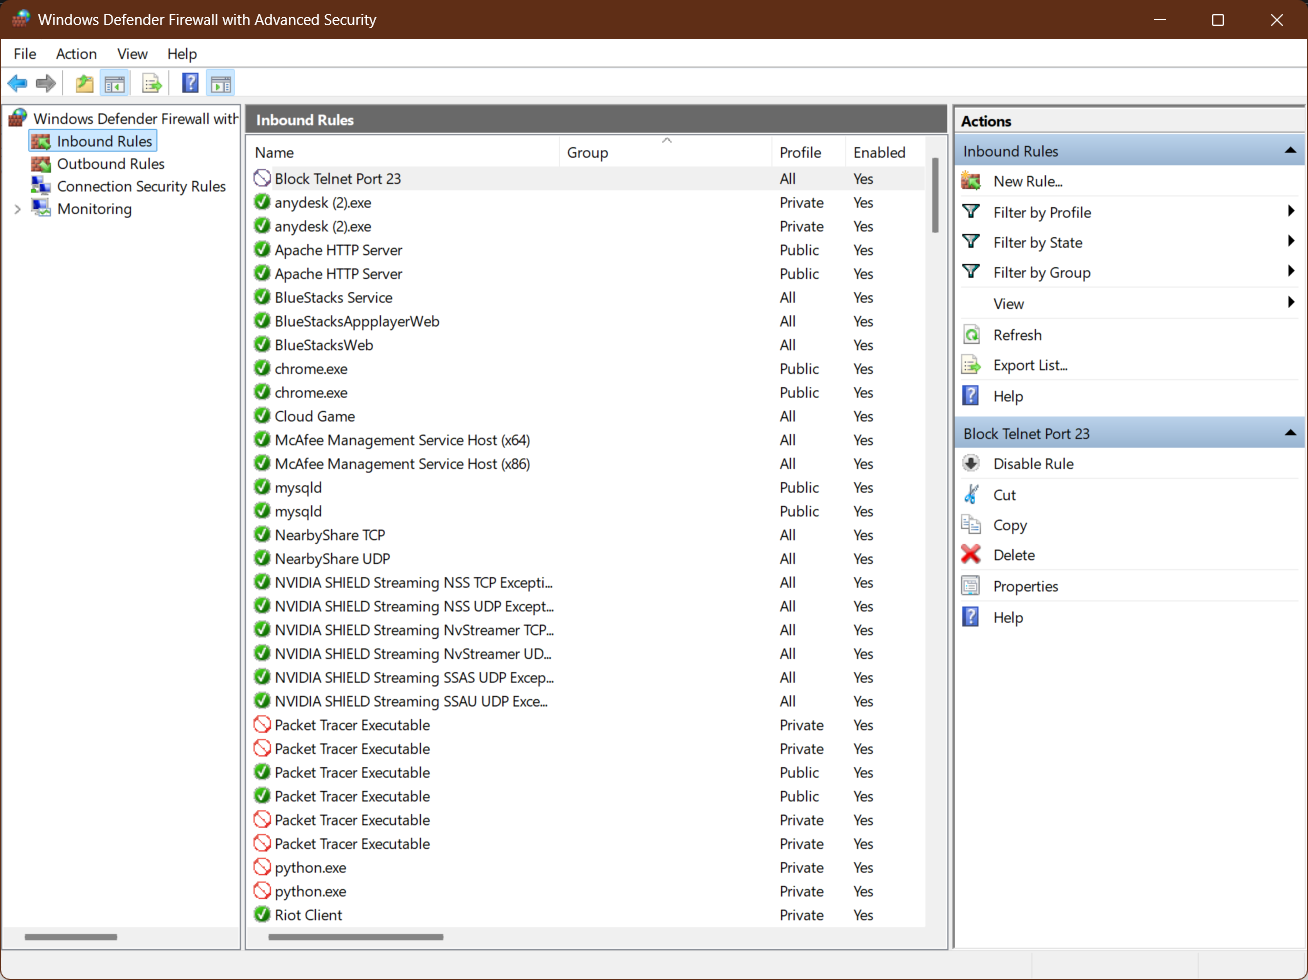 Windows Defender Firewall with Advanced Security
File Action View Help
Windows Defender Firewall with
Inbound Rules
Outbound Rules
Connection Security Rules
Monitoring
Inbound Rules
Name Group Profile Enabled
Block Telnet Port 23 All Yes
anydesk (2).exe Private Yes
anydesk (2).exe Private Yes
Apache HTTP Server Public Yes
Apache HTTP Server Public Yes
BlueStacks Service All Yes
BlueStacksAppplayerWeb All Yes
BlueStacksWeb All Yes
chrome.exe Public Yes
chrome.exe Public Yes
Cloud Game All Yes
McAfee Management Service Host (x64) All Yes
McAfee Management Service Host (x86) All Yes
mysqld Public Yes
mysqld Public Yes
NearbyShare TCP All Yes
NearbyShare UDP All Yes
NVIDIA SHIELD Streaming NSS TCP Excepti... All Yes
NVIDIA SHIELD Streaming NSS UDP Except... All Yes
NVIDIA SHIELD Streaming NvStreamer TCP... All Yes
NVIDIA SHIELD Streaming NvStreamer UD... All Yes
NVIDIA SHIELD Streaming SSAS UDP Excep... All Yes
NVIDIA SHIELD Streaming SSAU UDP Exce... All Yes
Packet Tracer Executable Private Yes
Packet Tracer Executable Private Yes
Packet Tracer Executable Public Yes
Packet Tracer Executable Public Yes
Packet Tracer Executable Private Yes
Packet Tracer Executable Private Yes
python.exe Private Yes
python.exe Private Yes
Riot Client Private Yes
Actions
Inbound Rules
New Rule...
Filter by Profile
Filter by State
Filter by Group
View
Refresh
Export List...
Help
Block Telnet Port 23
Disable Rule
Cut
Copy
Delete
Properties
Help